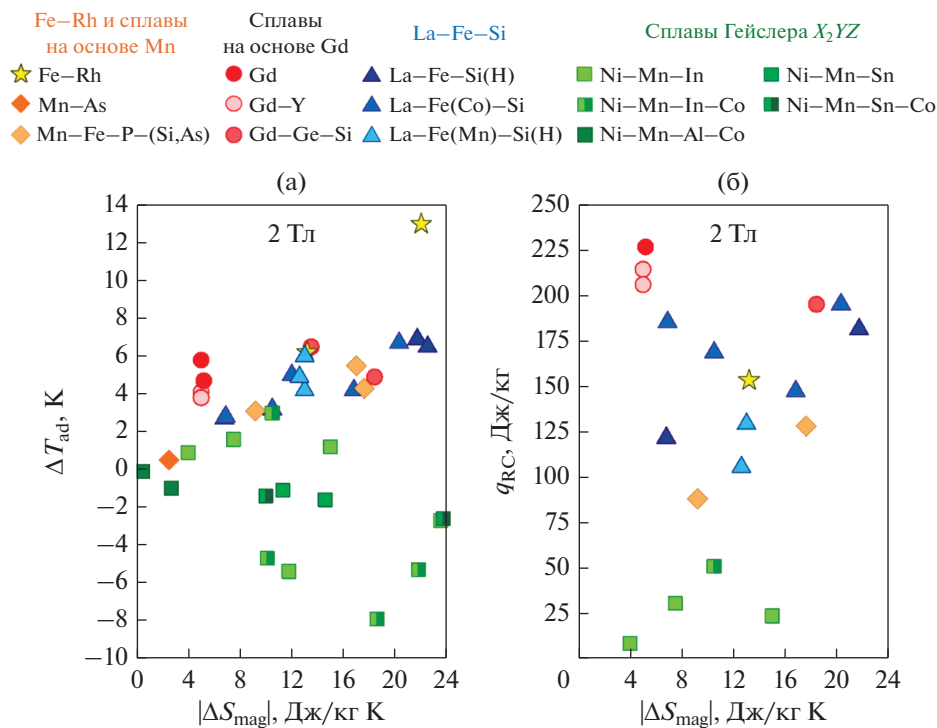 Fe–Rh и сплавы
на основе Mn
Fe–Rh
Mn–As
Mn–Fe–P–(Si,As)
Сплавы
на основе Gd
Gd
Gd–Y
Gd–Ge–Si
La–Fe–Si
La–Fe–Si(H)
La–Fe(Co)–Si
La–Fe(Mn)–Si(H)
Сплавы Гейслера X₂YZ
Ni–Mn–In
Ni–Mn–In–Co
Ni–Mn–Al–Co
Ni–Mn–Sn
Ni–Mn–Sn–Co
(а)
2 Тл
ΔT_ad, K
14
12
10
8
6
4
2
0
−2
−4
−6
−8
−10
0 4 8 12 16 20 24
|ΔS_mag|, Дж/кг K
(б)
2 Тл
q_RC, Дж/кг
250
225
200
175
150
125
100
75
50
25
0
0 4 8 12 16 20 24
|ΔS_mag|, Дж/кг K